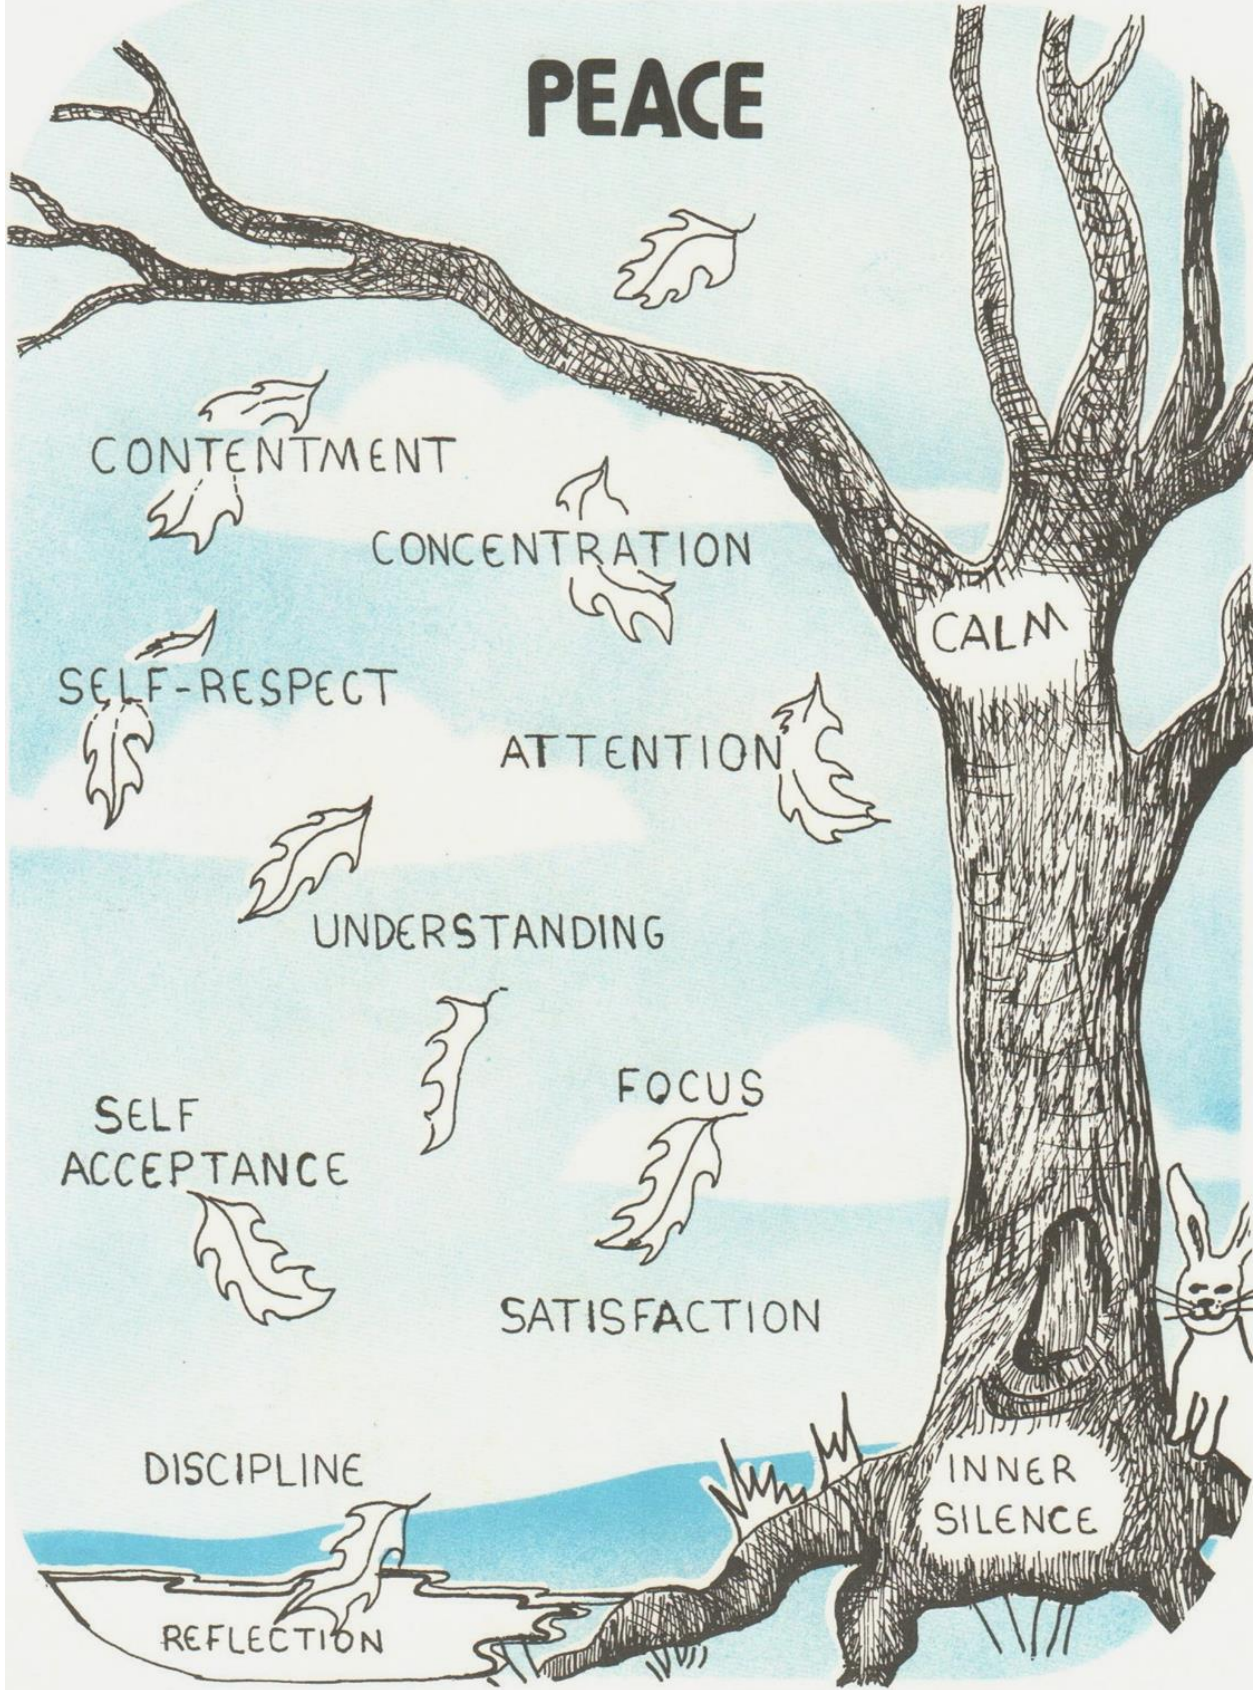 PEACE
CONTENTMENT
CONCENTRATION
CALM
SELF-RESPECT
ATTENTION
UNDERSTANDING
FOCUS
SELF
ACCEPTANCE
SATISFACTION
DISCIPLINE
INNER
SILENCE
REFLECTION